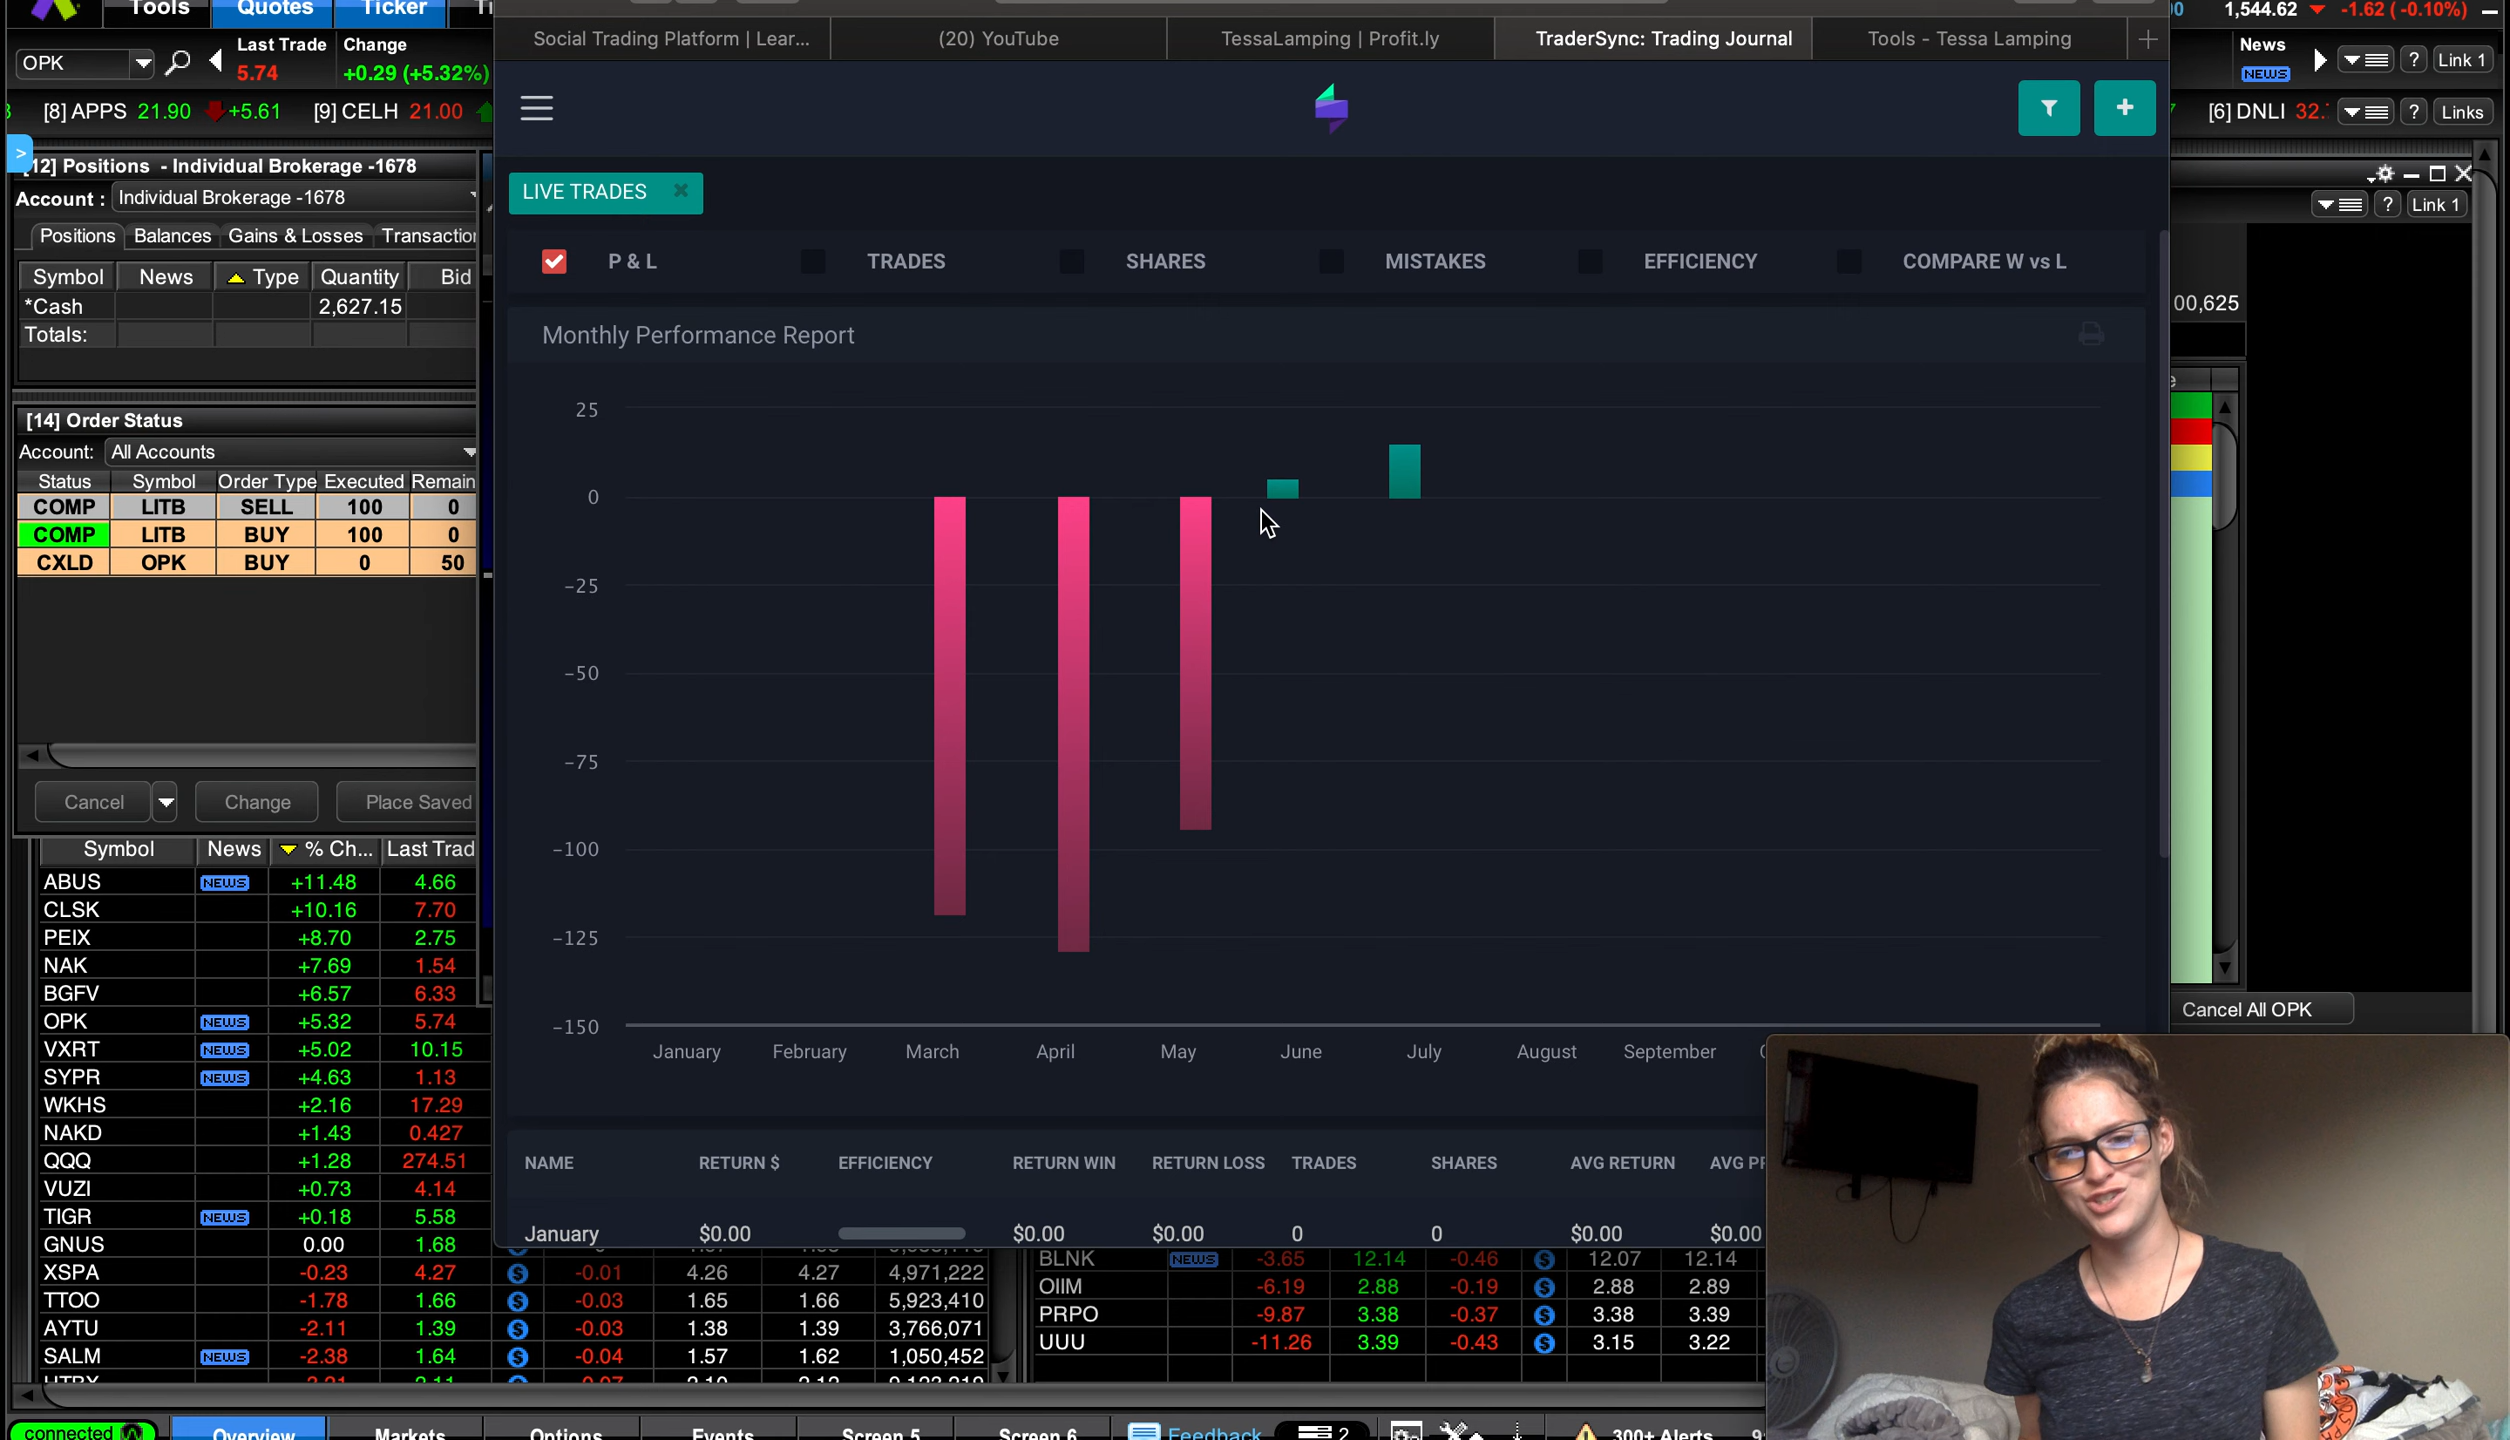 Tools Quotes Ticker
OPK
Last Trade Change
5.74 +0.29 (+5.32%)
[8] APPS 21.90 +5.61 [9] CELH 21.00
[12] Positions - Individual Brokerage -1678
Account : Individual Brokerage -1678
Positions Balances Gains & Losses
Symbol News Type Quantity Bid
*Cash 2,627.15
Totals:
[14] Order Status
Account: All Accounts
Status Symbol Order Type Executed Remain
COMP LITB SELL 100 0
COMP LITB BUY 100 0
CXLD OPK BUY 0 50
Cancel Change Place Saved
Symbol News % Ch... Last Trad
ABUS NEWS +11.48 4.66
CLSK +10.16 7.70
PEIX +8.70 2.75
NAK +7.69 1.54
BGFV +6.57 6.33
OPK NEWS +5.32 5.74
VXRT NEWS +5.02 10.15
SYPR NEWS +4.63 1.13
WKHS +2.16 17.29
NAKD +1.43 0.427
QQQ +1.28 274.51
VUZI +0.73 4.14
TIGR NEWS +0.18 5.58
GNUS 0.00 1.68
XSPA -0.23 4.27 -0.01 4.26 4.27 4,971,222
TTOO -1.78 1.66 -0.03 1.65 1.66 5,923,410
AYTU -2.11 1.39 -0.03 1.38 1.39 3,766,071
SALM NEWS -2.38 1.64 -0.04 1.57 1.62 1,050,452
Social Trading Platform | Lear...
(20) YouTube
TessaLamping | Profit.ly
TraderSync: Trading Journal
Tools - Tessa Lamping
+
LIVE TRADES
P & L TRADES SHARES MISTAKES EFFICIENCY COMPARE W vs L
Monthly Performance Report
25
0
-25
-50
-75
-100
-125
-150
January February March April May June July August September
NAME RETURN $ EFFICIENCY RETURN WIN RETURN LOSS TRADES SHARES AVG RETURN
January $0.00 $0.00 $0.00 0 0 $0.00 $0.00
BLNK NEWS -3.65 12.14 -0.46 12.07 12.14
OIIM -6.19 2.88 -0.19 2.88 2.89
PRPO -9.87 3.38 -0.37 3.38 3.39
UUU -11.26 3.39 -0.43 3.15 3.22
1,544.62 -1.62 ( -0.10%)
News
NEWS
? Link 1
[6] DNLI ? Links
? Link 1
00,625
Cancel All OPK
connected Overview Markets Options Events Screen 5 Screen 6 Feedback 2 300+ Alerts